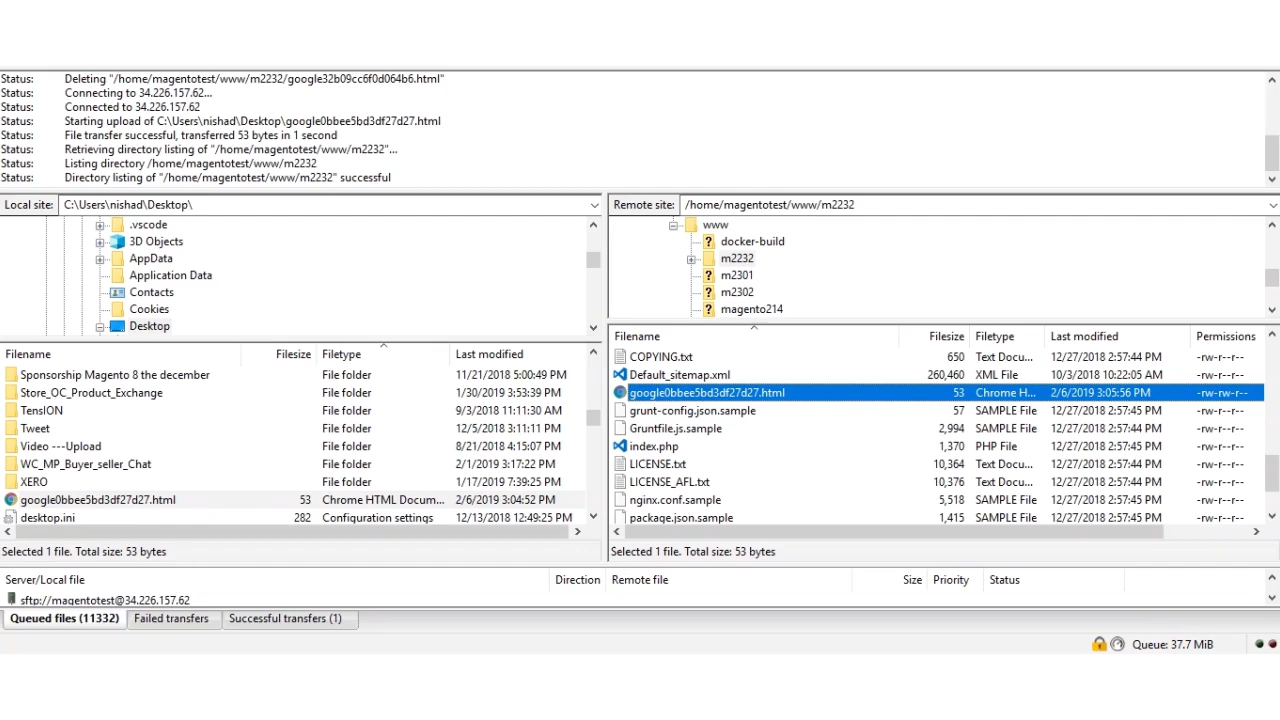 Status: Deleting "/home/magentotest/www/m2232/google32b09cc6f0d064b6.html"
Status: Connecting to 34.226.157.62...
Status: Connected to 34.226.157.62
Status: Starting upload of C:\Users\nishad\Desktop\google0bbee5bd3df27d27.html
Status: File transfer successful, transferred 53 bytes in 1 second
Status: Retrieving directory listing of "/home/magentotest/www/m2232"...
Status: Listing directory /home/magentotest/www/m2232
Status: Directory listing of "/home/magentotest/www/m2232" successful
Local site: C:\Users\nishad\Desktop\
.vscode
3D Objects
AppData
Application Data
Contacts
Cookies
Desktop
Filename Filesize Filetype Last modified
Sponsorship Magento 8 the december File folder 11/21/2018 5:00:49 PM
Store_OC_Product_Exchange File folder 1/30/2019 3:53:39 PM
TensION File folder 9/3/2018 11:11:30 AM
Tweet File folder 12/5/2018 3:11:11 PM
Video ---Upload File folder 8/21/2018 4:15:07 PM
WC_MP_Buyer_seller_Chat File folder 2/1/2019 3:17:22 PM
XERO File folder 1/17/2019 7:39:25 PM
google0bbee5bd3df27d27.html 53 Chrome HTML Docum... 2/6/2019 3:04:52 PM
desktop.ini 282 Configuration settings 12/13/2018 12:49:25 PM
Selected 1 file. Total size: 53 bytes
Remote site: /home/magentotest/www/m2232
www
docker-build
m2232
m2301
m2302
magento214
Filename Filesize Filetype Last modified Permissions
COPYING.txt 650 Text Docu... 12/27/2018 2:57:44 PM -rw-r--r--
Default_sitemap.xml 260,460 XML File 10/3/2018 10:22:05 AM -rw-r--r--
google0bbee5bd3df27d27.html 53 Chrome H... 2/6/2019 3:05:56 PM -rw-rw-r--
grunt-config.json.sample 57 SAMPLE File 12/27/2018 2:57:45 PM -rw-r--r--
Gruntfile.js.sample 2,994 SAMPLE File 12/27/2018 2:57:44 PM -rw-r--r--
index.php 1,370 PHP File 12/27/2018 2:57:45 PM -rw-r--r--
LICENSE.txt 10,364 Text Docu... 12/27/2018 2:57:44 PM -rw-r--r--
LICENSE_AFL.txt 10,376 Text Docu... 12/27/2018 2:57:45 PM -rw-r--r--
nginx.conf.sample 5,518 SAMPLE File 12/27/2018 2:57:45 PM -rw-r--r--
package.json.sample 1,415 SAMPLE File 12/27/2018 2:57:45 PM -rw-r--r--
Selected 1 file. Total size: 53 bytes
Server/Local file Direction Remote file Size Priority Status
sftp://magentotest@34.226.157.62
Queued files (11332) Failed transfers Successful transfers (1)
Queue: 37.7 MiB